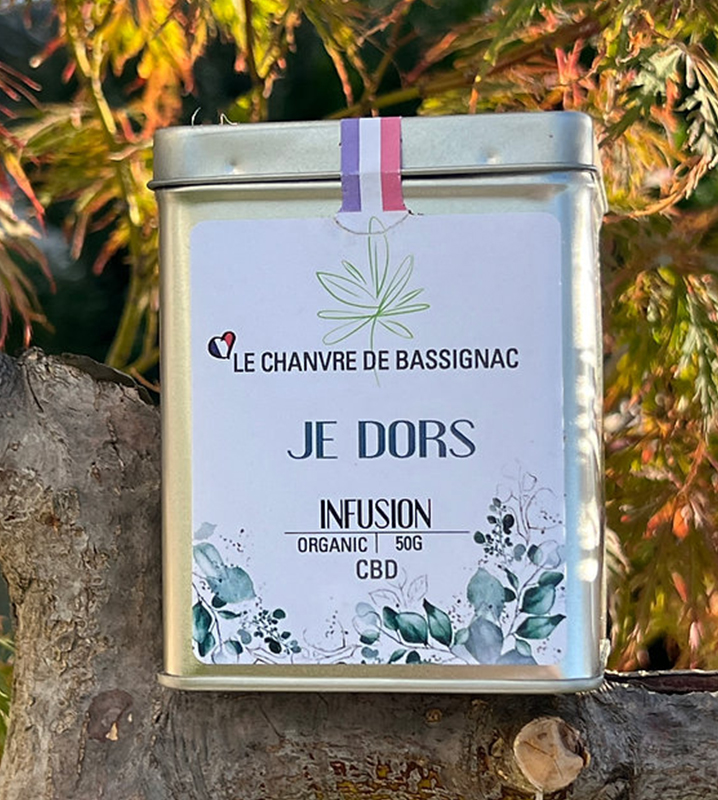 LE CHANVRE DE BASSIGNAC
JE DORS
INFUSION
ORGANIC | 50G
CBD